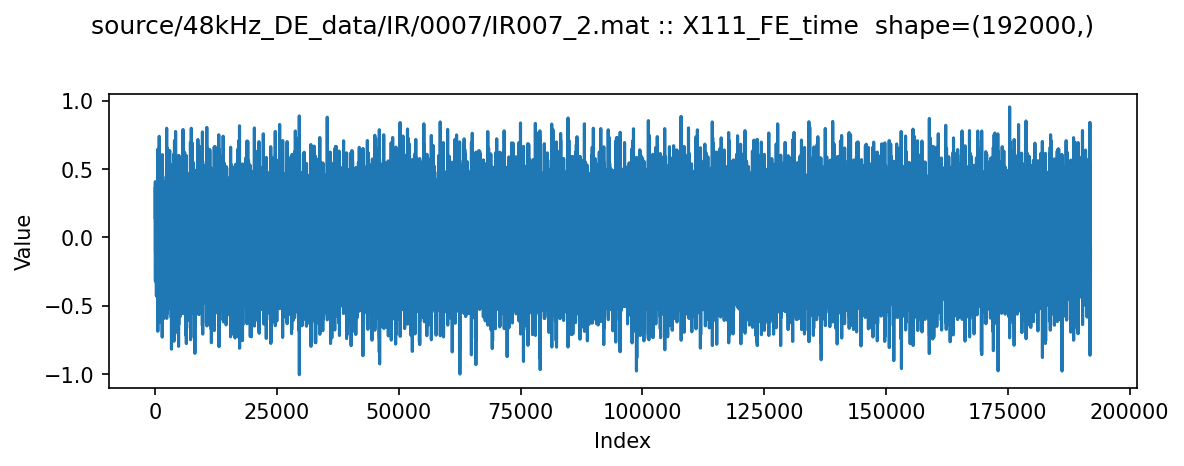 source/48kHz_DE_data/IR/0007/IR007_2.mat :: X111_FE_time  shape=(192000,)
1.0
0.5
0.0
−0.5
−1.0
Value
0 25000 50000 75000 100000 125000 150000 175000 200000
Index